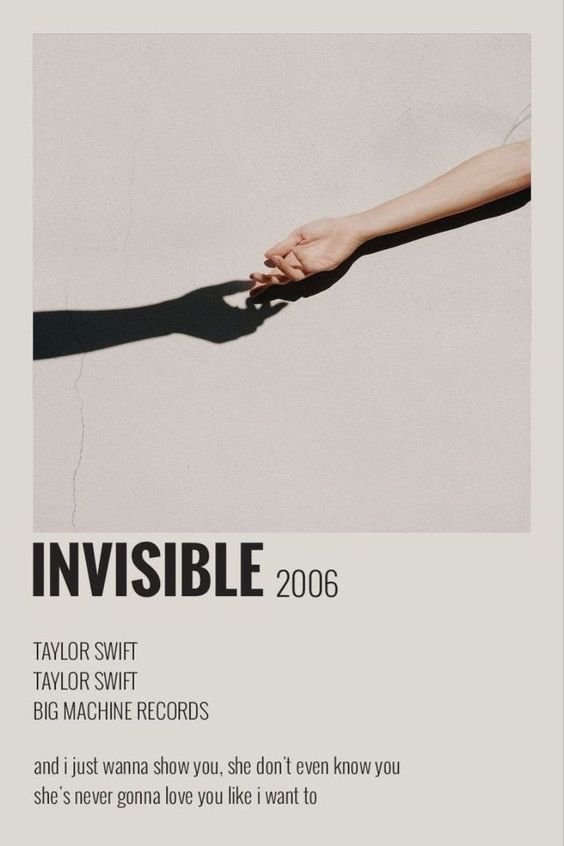 INVISIBLE 2006
TAYLOR SWIFT
TAYLOR SWIFT
BIG MACHINE RECORDS
and i just wanna show you, she don't even know you
she's never gonna love you like i want to